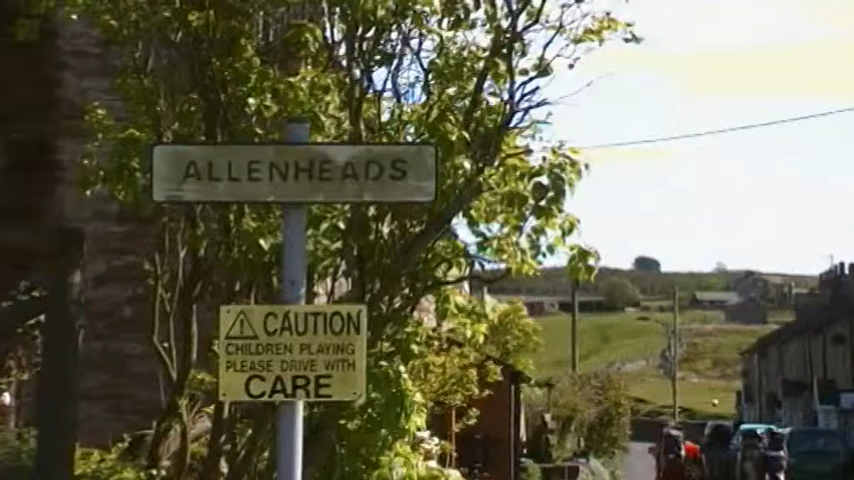 ALLENHEADS
CAUTION
CHILDREN PLAYING
PLEASE DRIVE WITH
CARE